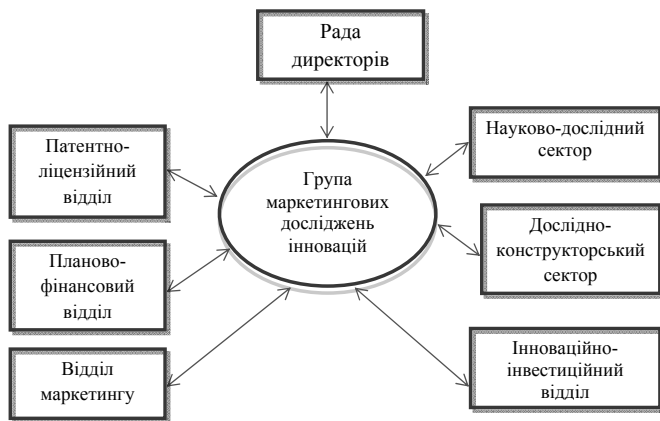 Рада
директорів
Патентно-
ліцензійний
відділ
Науково-дослідний
сектор
Група
маркетингових
досліджень
інновацій
Планово-
фінансовий
відділ
Дослідно-
конструкторський
сектор
Відділ
маркетингу
Інноваційно-
інвестиційний
відділ